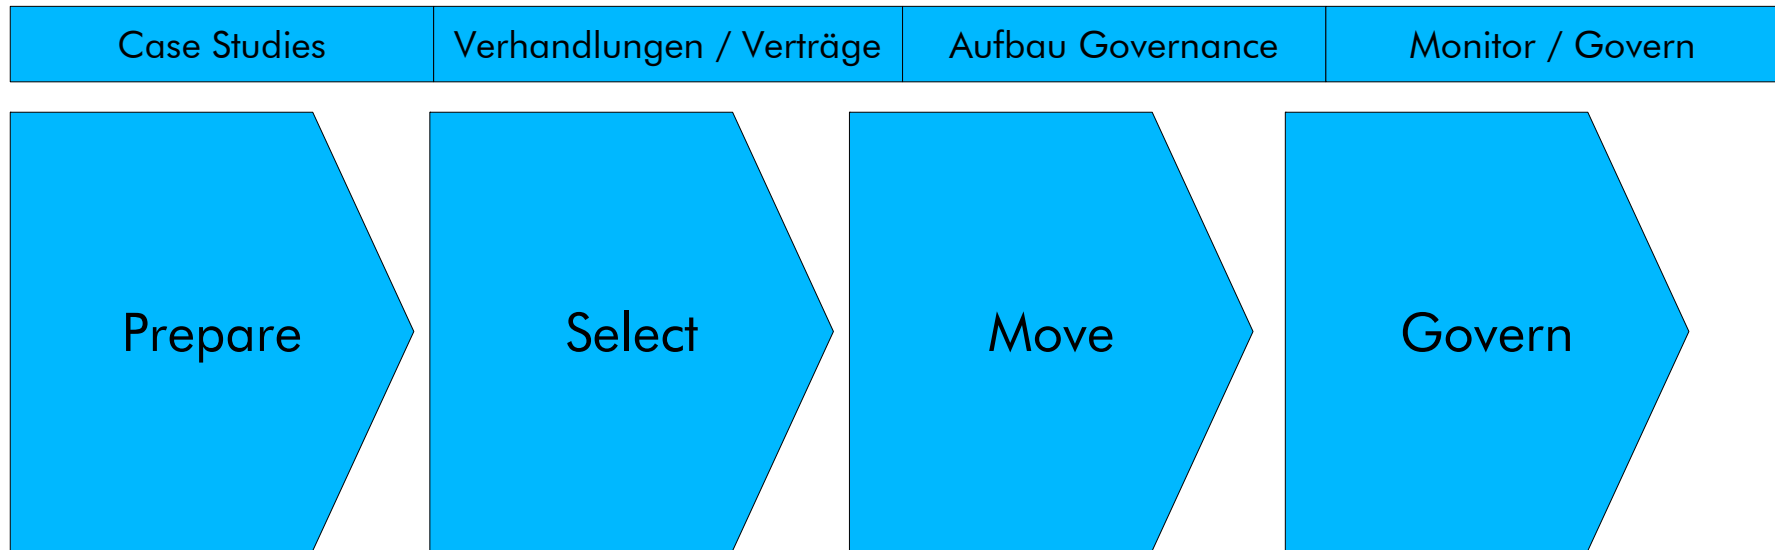 Case Studies
Verhandlungen / Verträge
Aufbau Governance
Monitor / Govern
Prepare
Select
Move
Govern